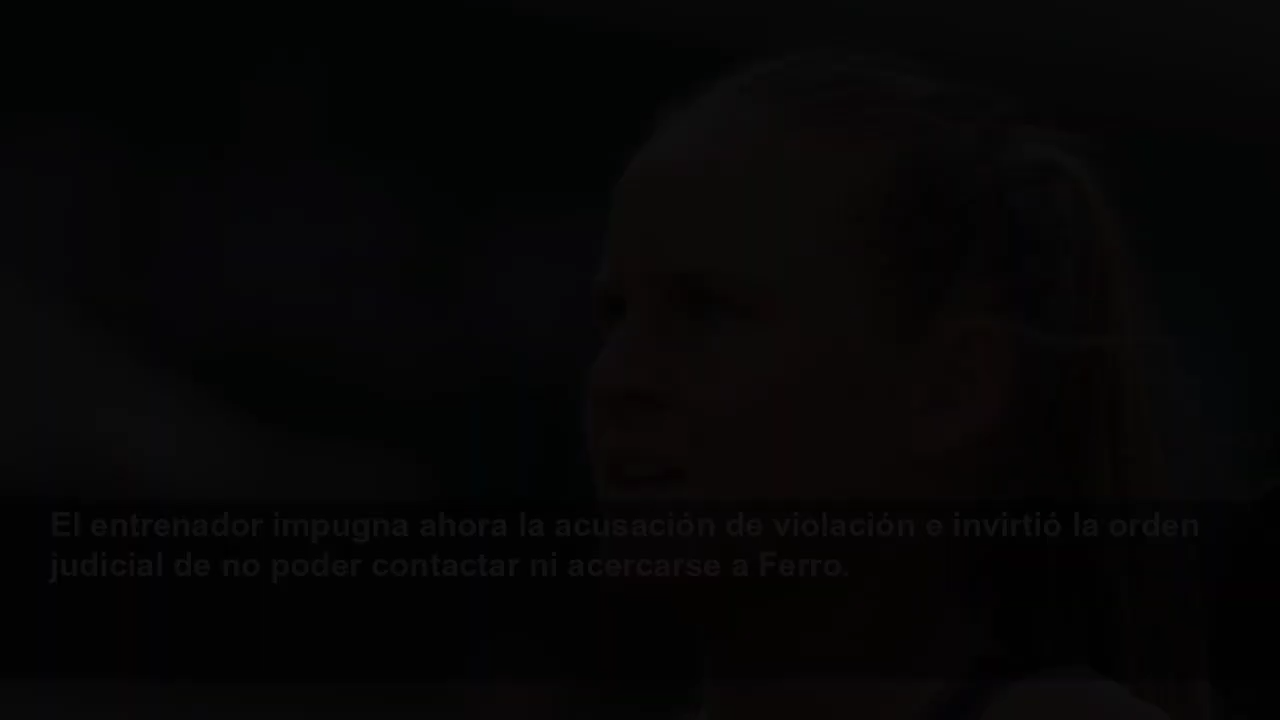 El entrenador impugna ahora la acusación de violación e invirtió la orden
judicial de no poder contactar ni acercarse a Ferro.